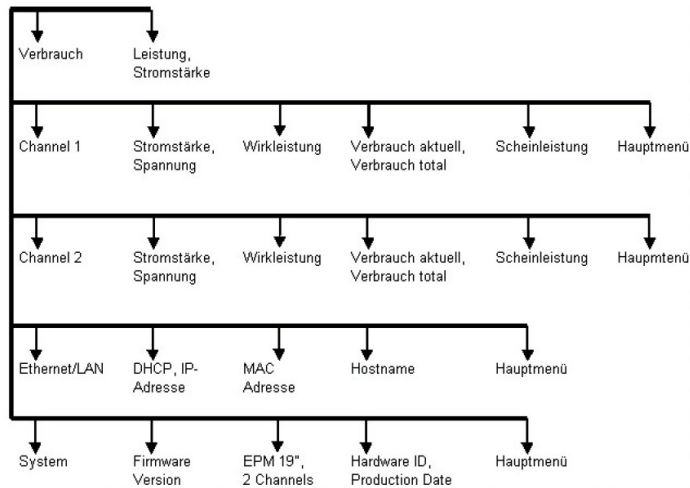 Verbrauch
Leistung,
Stromstärke
Channel 1
Stromstärke,
Spannung
Wirkleistung
Verbrauch aktuell,
Verbrauch total
Scheinleistung
Hauptmenü
Channel 2
Stromstärke,
Spannung
Wirkleistung
Verbrauch aktuell,
Verbrauch total
Scheinleistung
Haupmtenü
Ethernet/LAN
DHCP, IP-
Adresse
MAC
Adresse
Hostname
Hauptmenü
System
Firmware
Version
EPM 19",
2 Channels
Hardware ID,
Production Date
Hauptmenü